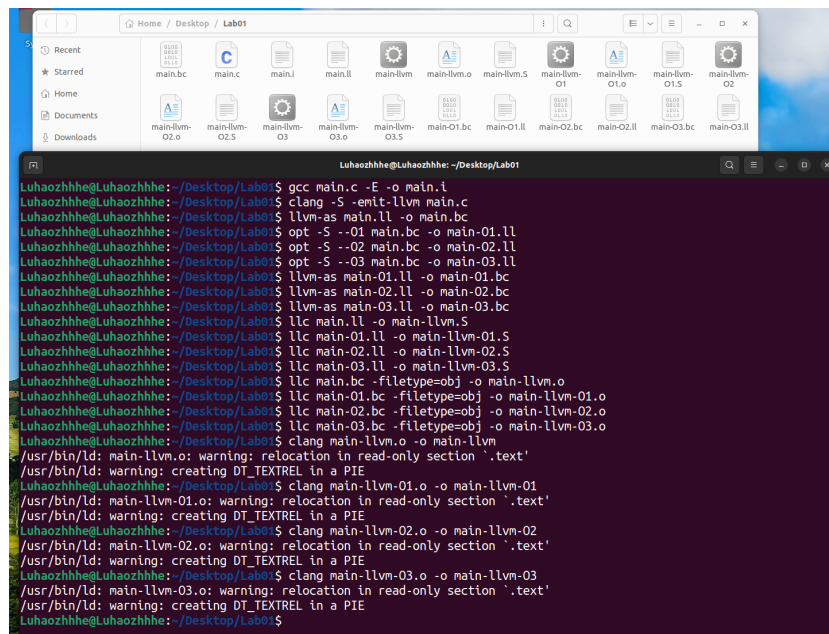 Home / Desktop / Lab01
Recent
Starred
Home
Documents
Downloads
main.bc
main.c
main.i
main.ll
main-llvm
main-llvm.o
main-llvm.S
main-llvm-O1
main-llvm-O1.o
main-llvm-O1.S
main-llvm-O2
main-llvm-O2.o
main-llvm-O2.S
main-llvm-O3
main-llvm-O3.o
main-llvm-O3.S
main-O1.bc
main-O1.ll
main-O2.bc
main-O2.ll
main-O3.bc
main-O3.ll
Luhaozhhhe@Luhaozhhhe: ~/Desktop/Lab01
Luhaozhhhe@Luhaozhhhe:~/Desktop/Lab01$ gcc main.c -E -o main.i
Luhaozhhhe@Luhaozhhhe:~/Desktop/Lab01$ clang -S -emit-llvm main.c
Luhaozhhhe@Luhaozhhhe:~/Desktop/Lab01$ llvm-as main.ll -o main.bc
Luhaozhhhe@Luhaozhhhe:~/Desktop/Lab01$ opt -S --O1 main.bc -o main-O1.ll
Luhaozhhhe@Luhaozhhhe:~/Desktop/Lab01$ opt -S --O2 main.bc -o main-O2.ll
Luhaozhhhe@Luhaozhhhe:~/Desktop/Lab01$ opt -S --O3 main.bc -o main-O3.ll
Luhaozhhhe@Luhaozhhhe:~/Desktop/Lab01$ llvm-as main-O1.ll -o main-O1.bc
Luhaozhhhe@Luhaozhhhe:~/Desktop/Lab01$ llvm-as main-O2.ll -o main-O2.bc
Luhaozhhhe@Luhaozhhhe:~/Desktop/Lab01$ llvm-as main-O3.ll -o main-O3.bc
Luhaozhhhe@Luhaozhhhe:~/Desktop/Lab01$ llc main.ll -o main-llvm.S
Luhaozhhhe@Luhaozhhhe:~/Desktop/Lab01$ llc main-O1.ll -o main-llvm-O1.S
Luhaozhhhe@Luhaozhhhe:~/Desktop/Lab01$ llc main-O2.ll -o main-llvm-O2.S
Luhaozhhhe@Luhaozhhhe:~/Desktop/Lab01$ llc main-O3.ll -o main-llvm-O3.S
Luhaozhhhe@Luhaozhhhe:~/Desktop/Lab01$ llc main.bc -filetype=obj -o main-llvm.o
Luhaozhhhe@Luhaozhhhe:~/Desktop/Lab01$ llc main-O1.bc -filetype=obj -o main-llvm-O1.o
Luhaozhhhe@Luhaozhhhe:~/Desktop/Lab01$ llc main-O2.bc -filetype=obj -o main-llvm-O2.o
Luhaozhhhe@Luhaozhhhe:~/Desktop/Lab01$ llc main-O3.bc -filetype=obj -o main-llvm-O3.o
Luhaozhhhe@Luhaozhhhe:~/Desktop/Lab01$ clang main-llvm.o -o main-llvm
/usr/bin/ld: main-llvm.o: warning: relocation in read-only section `.text'
/usr/bin/ld: warning: creating DT_TEXTREL in a PIE
Luhaozhhhe@Luhaozhhhe:~/Desktop/Lab01$ clang main-llvm-O1.o -o main-llvm-O1
/usr/bin/ld: main-llvm-O1.o: warning: relocation in read-only section `.text'
/usr/bin/ld: warning: creating DT_TEXTREL in a PIE
Luhaozhhhe@Luhaozhhhe:~/Desktop/Lab01$ clang main-llvm-O2.o -o main-llvm-O2
/usr/bin/ld: main-llvm-O2.o: warning: relocation in read-only section `.text'
/usr/bin/ld: warning: creating DT_TEXTREL in a PIE
Luhaozhhhe@Luhaozhhhe:~/Desktop/Lab01$ clang main-llvm-O3.o -o main-llvm-O3
/usr/bin/ld: main-llvm-O3.o: warning: relocation in read-only section `.text'
/usr/bin/ld: warning: creating DT_TEXTREL in a PIE
Luhaozhhhe@Luhaozhhhe:~/Desktop/Lab01$